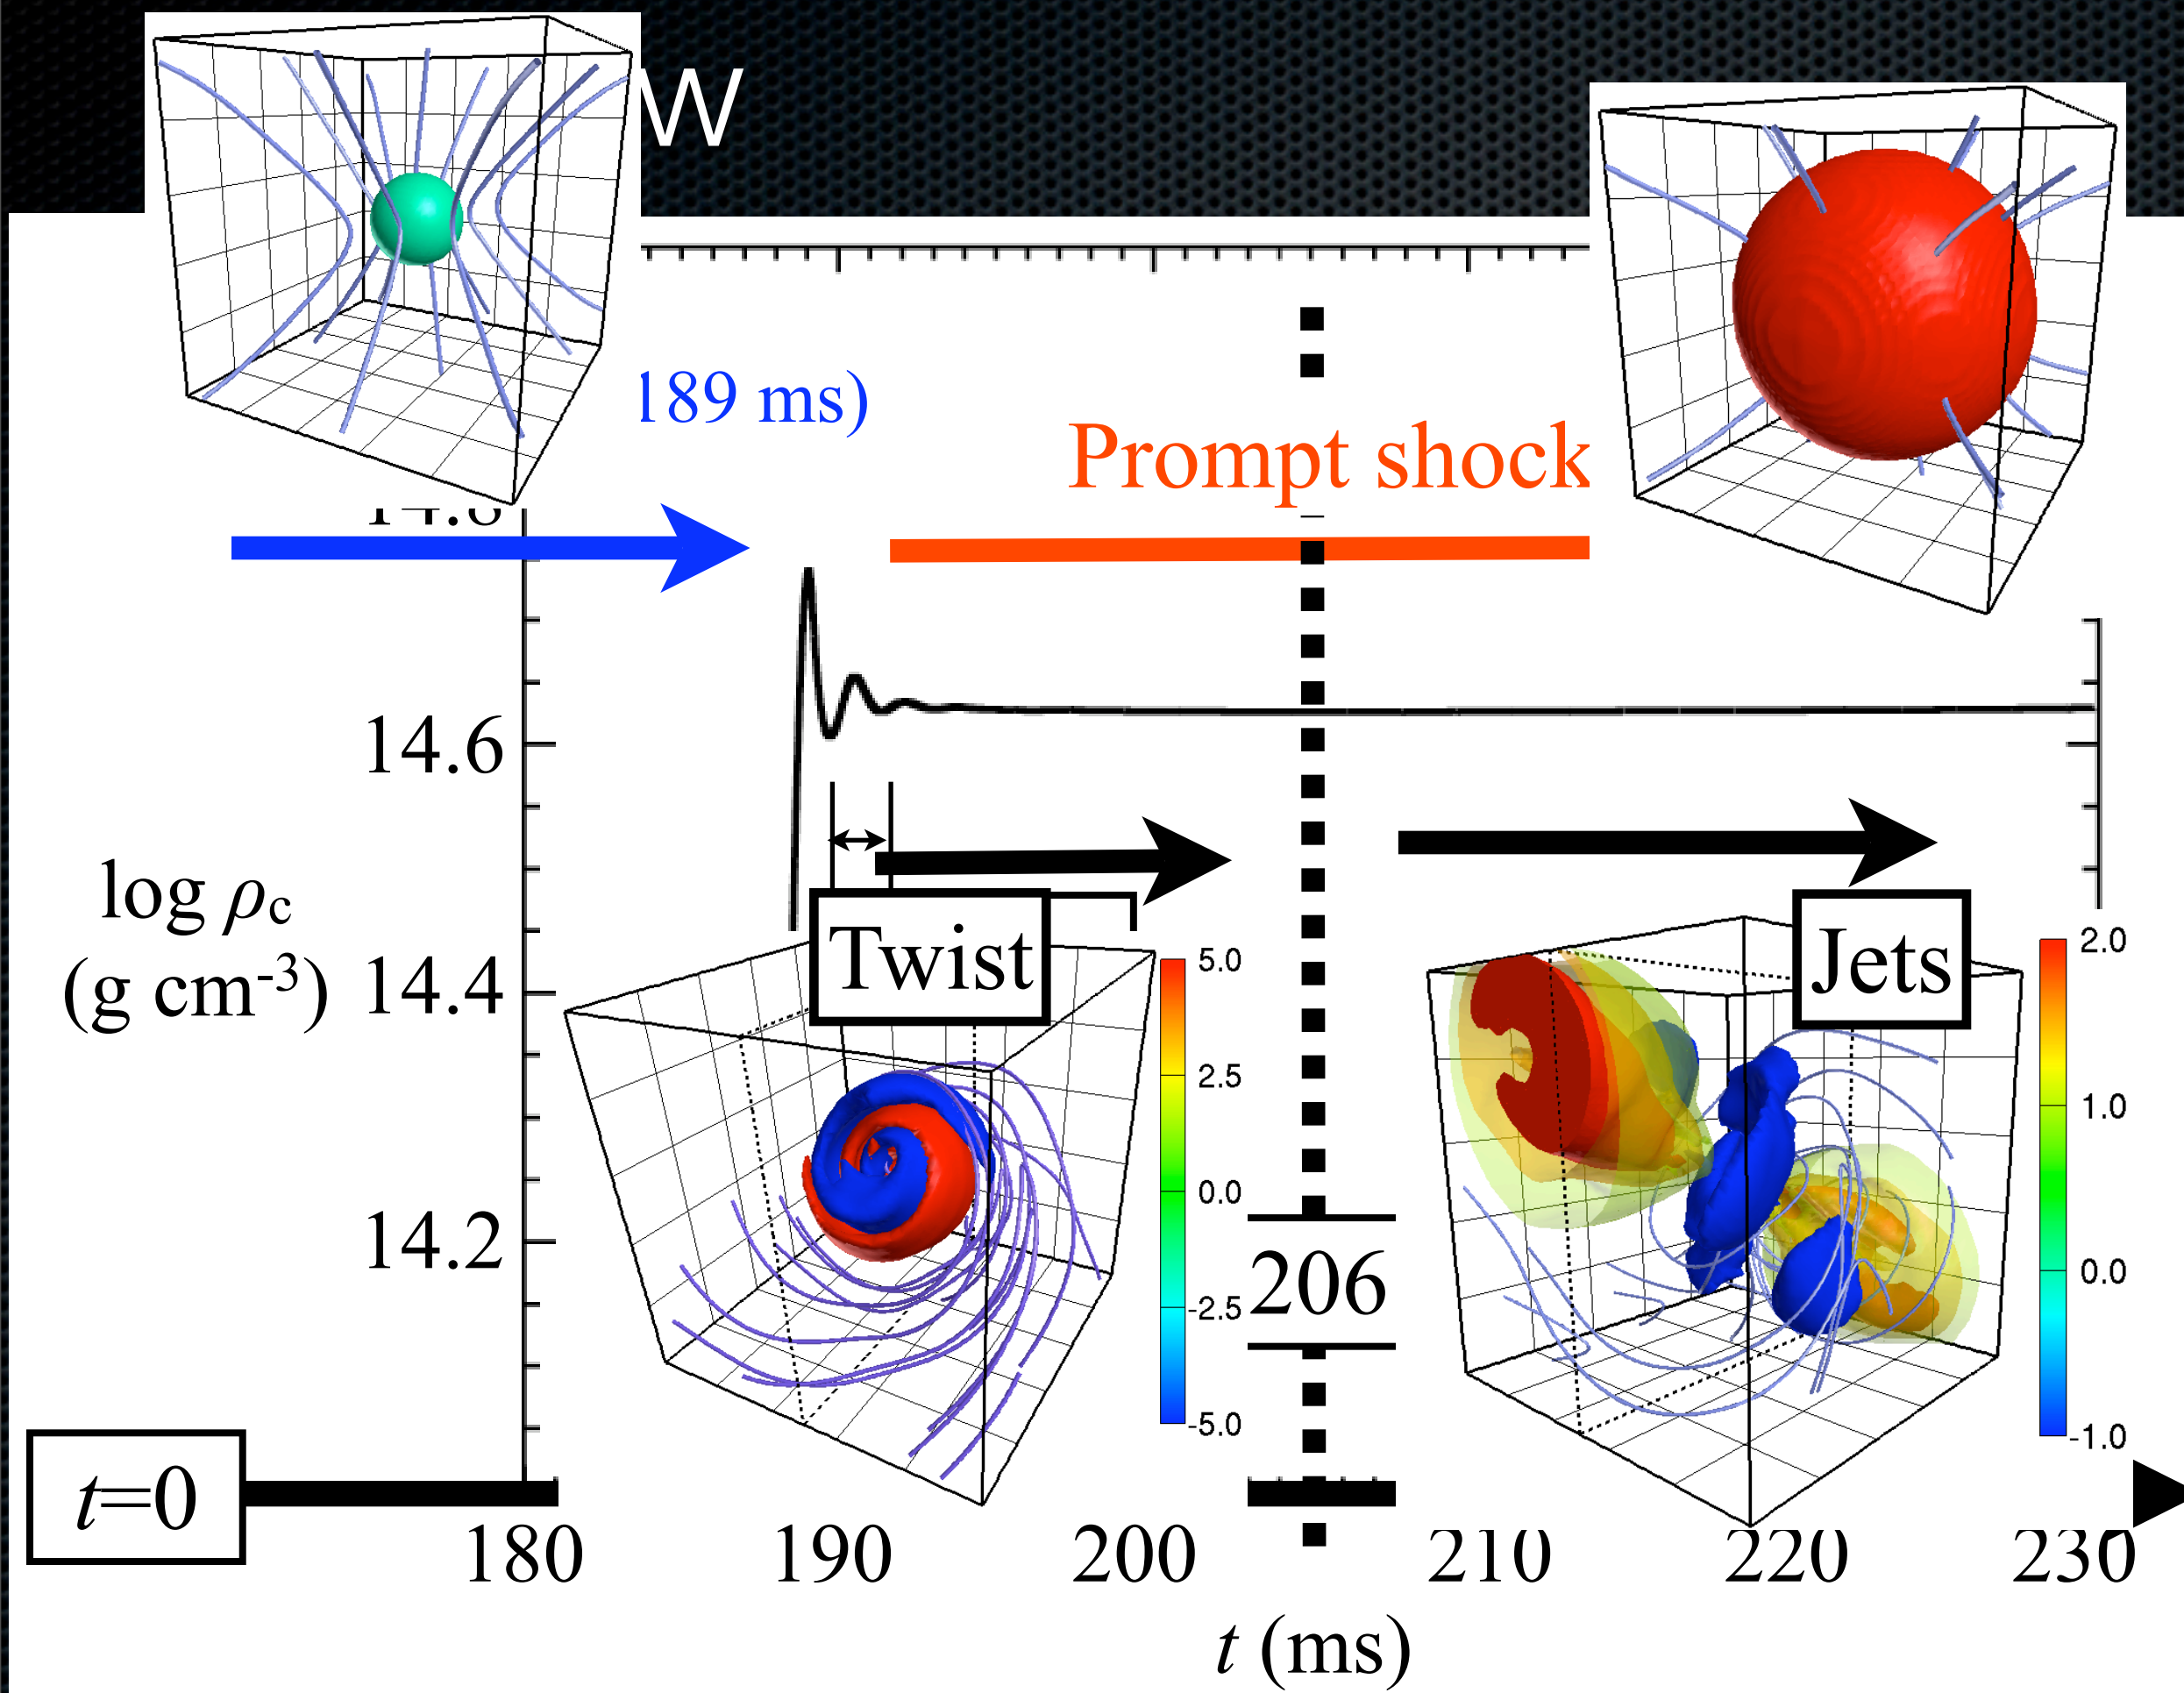 W
189 ms)
Prompt shock
14.6
14.4
14.2
log ρc
(g cm-3)
Twist
Jets
5.0
2.5
0.0
-2.5
-5.0
2.0
1.0
0.0
-1.0
206
t=0
180 190 200 210 220 230
t (ms)